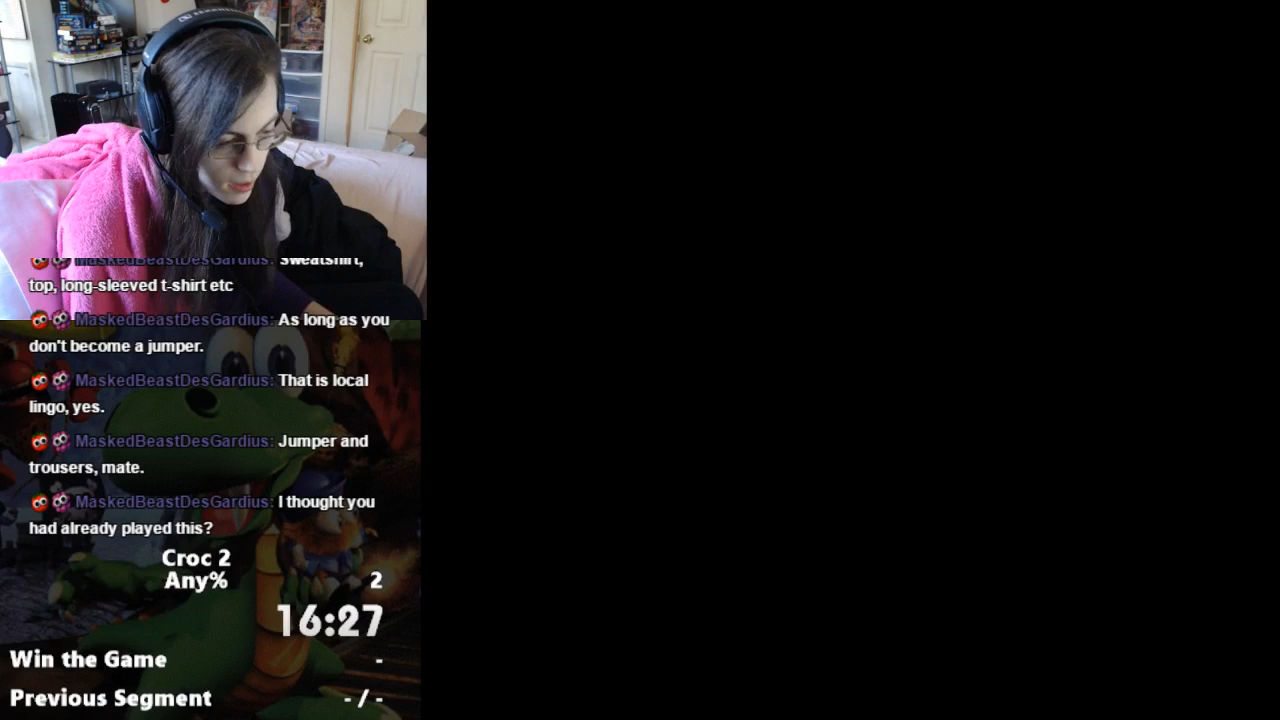 MaskedBeastDesGardius: Sweatshirt,
top, long-sleeved t-shirt etc
MaskedBeastDesGardius: As long as you
don't become a jumper.
MaskedBeastDesGardius: That is local
lingo, yes.
MaskedBeastDesGardius: Jumper and
trousers, mate.
MaskedBeastDesGardius: I thought you
had already played this?
Croc 2
Any% 2
16:27
Win the Game -
Previous Segment - / -